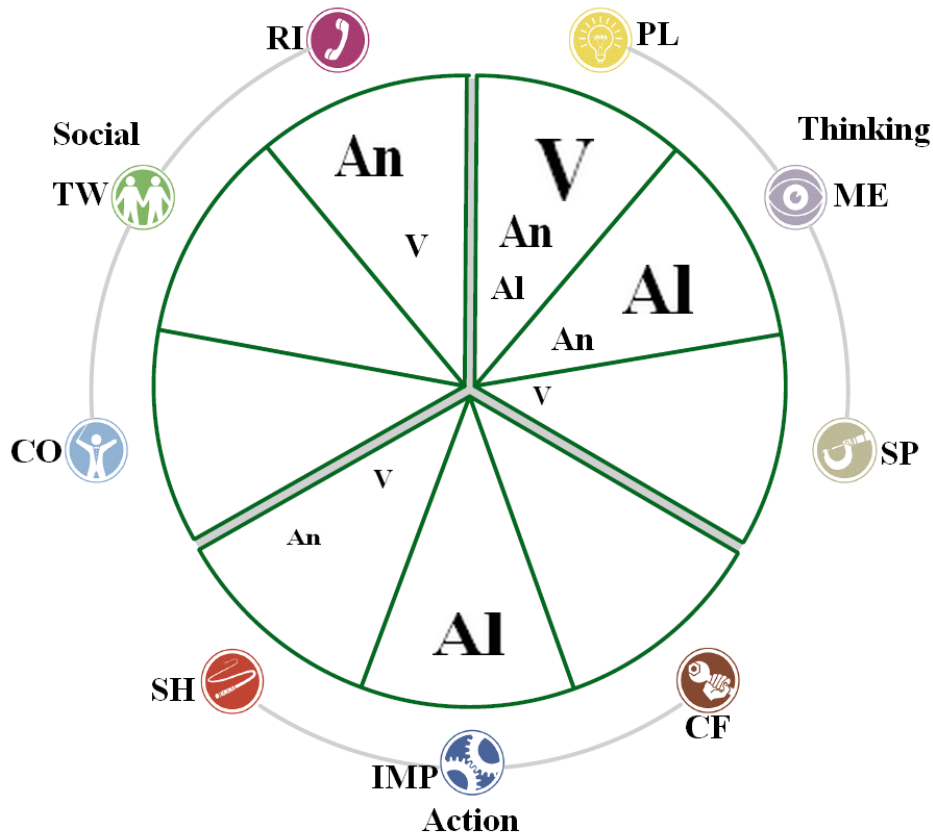 RI
PL
Social
Thinking
TW
ME
An
V
V
An
Al
Al
An
V
CO
SP
V
An
Al
SH
CF
IMP
Action